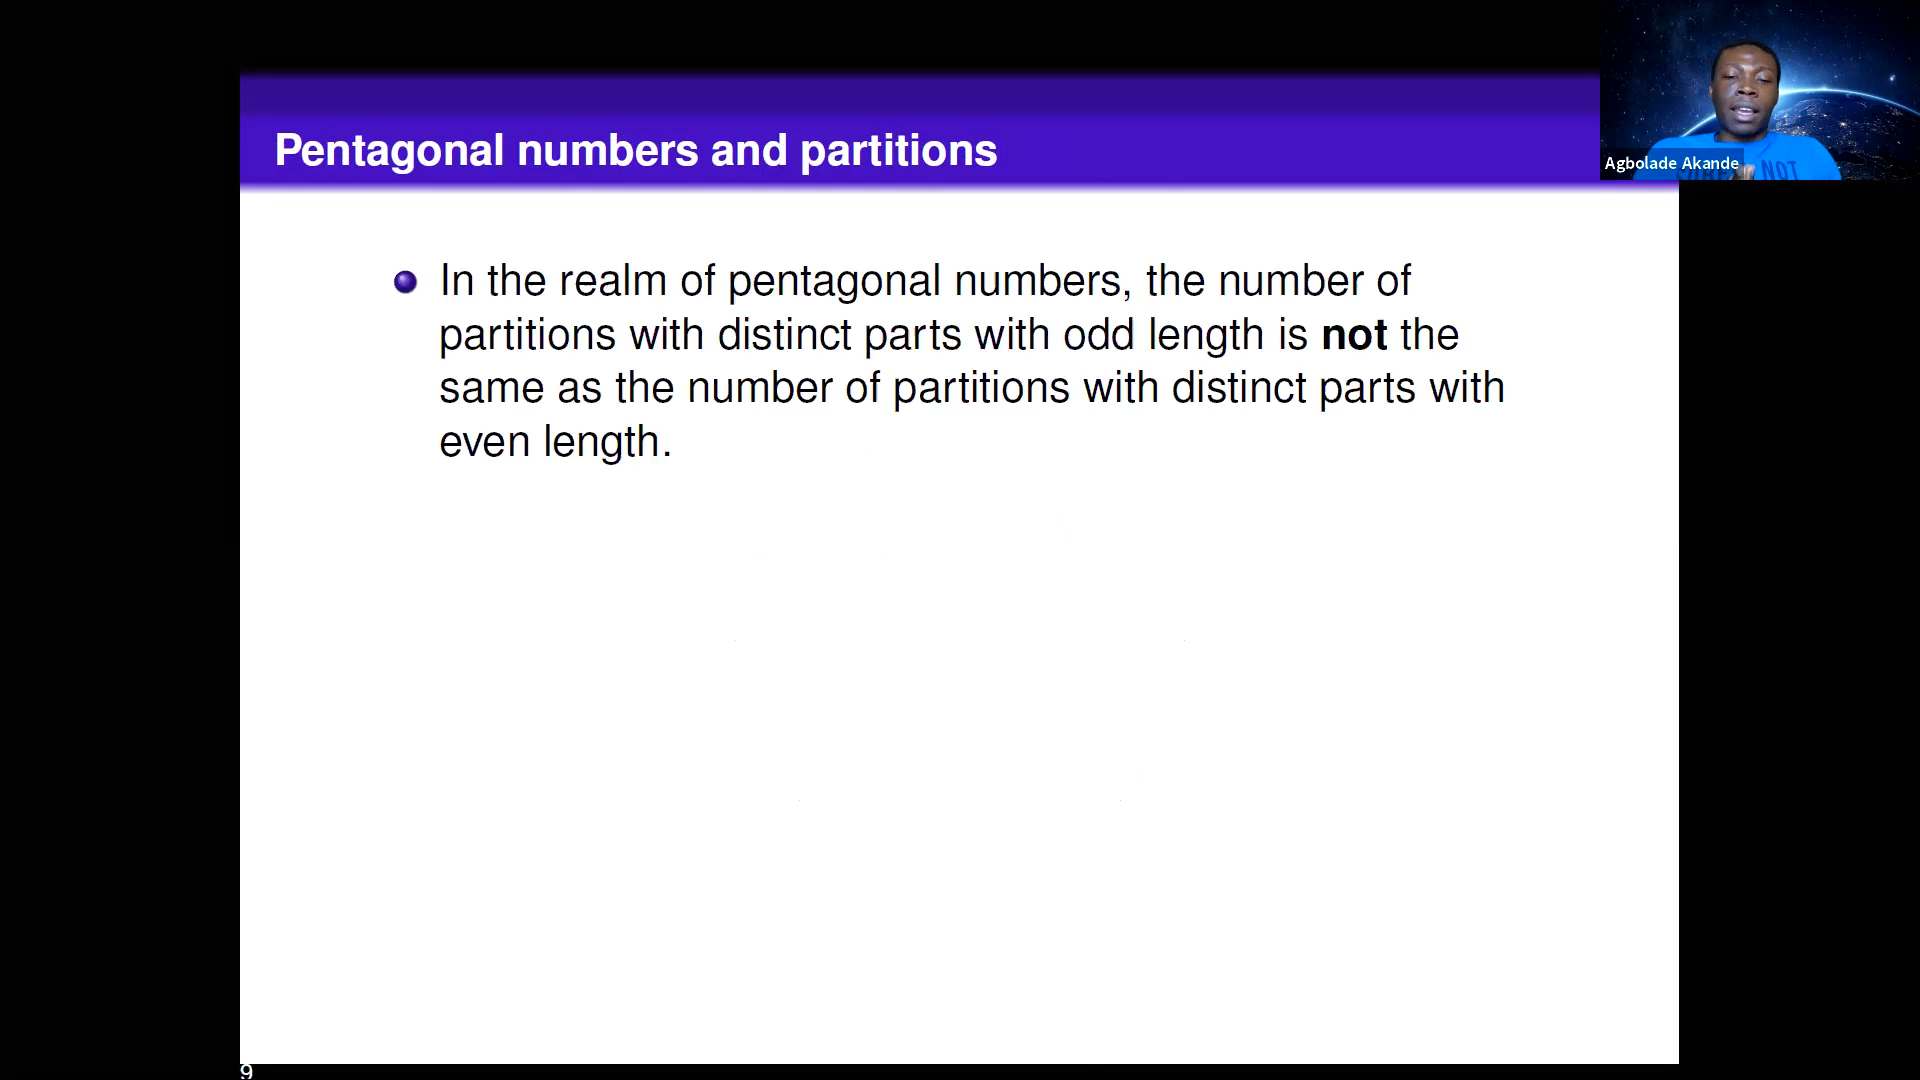 Pentagonal numbers and partitions
In the realm of pentagonal numbers, the number of
partitions with distinct parts with odd length is not the
same as the number of partitions with distinct parts with
even length.
Agbolade Akande
NOT
9